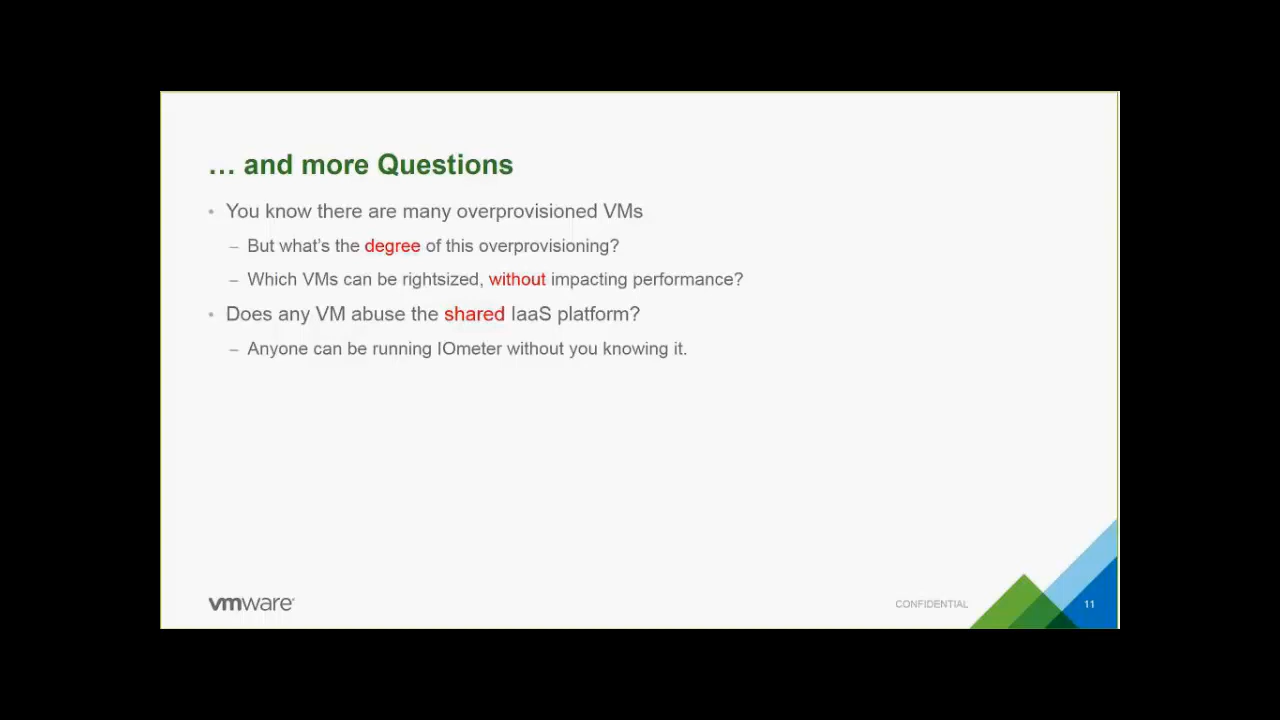 … and more Questions
• You know there are many overprovisioned VMs
– But what's the degree of this overprovisioning?
– Which VMs can be rightsized, without impacting performance?
• Does any VM abuse the shared IaaS platform?
– Anyone can be running IOmeter without you knowing it.
vmware
CONFIDENTIAL
11